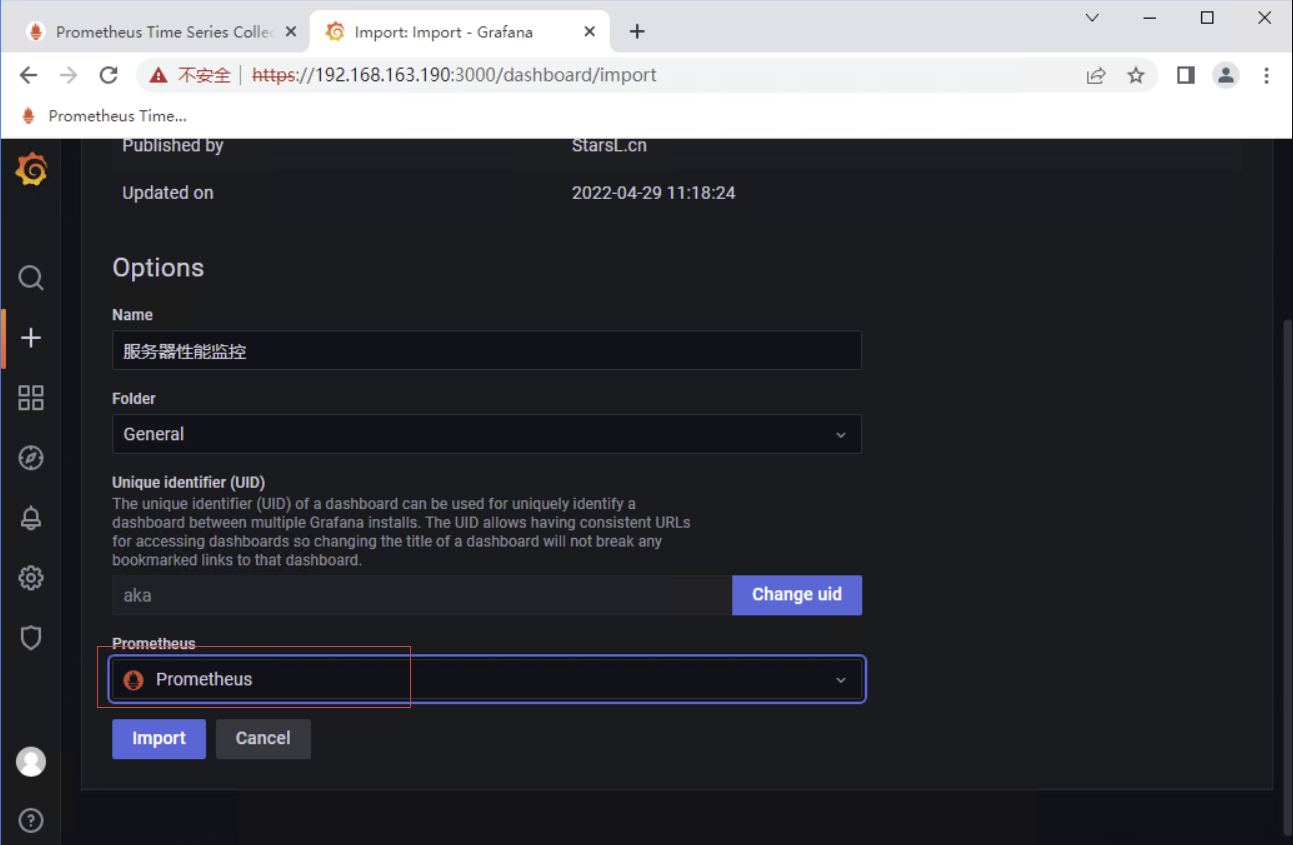 Prometheus Time Series Collec
Import: Import - Grafana
不安全 https://192.168.163.190:3000/dashboard/import
Prometheus Time...
Published by StarsL.cn
Updated on 2022-04-29 11:18:24
Options
Name
服务器性能监控
Folder
General
Unique identifier (UID)
The unique identifier (UID) of a dashboard can be used for uniquely identify a
dashboard between multiple Grafana installs. The UID allows having consistent URLs
for accessing dashboards so changing the title of a dashboard will not break any
bookmarked links to that dashboard.
aka Change uid
Prometheus
Prometheus
Import Cancel